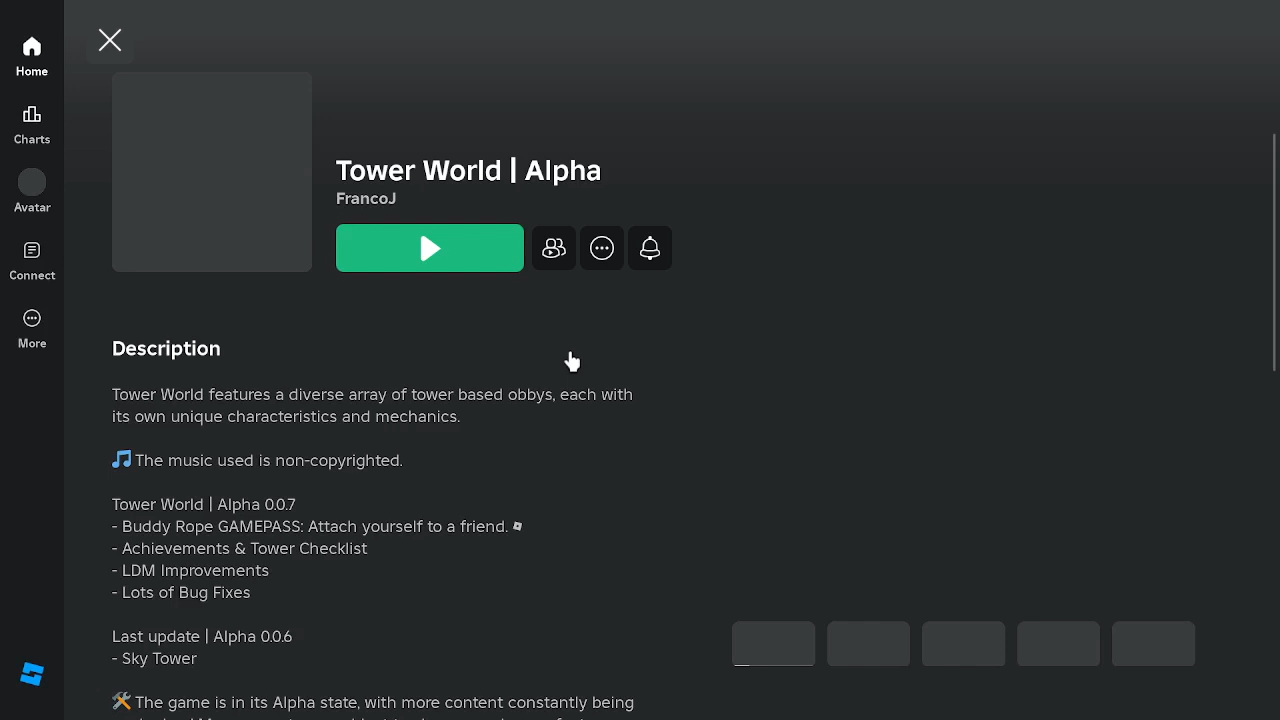 Home
Charts
Avatar
Connect
More
Tower World | Alpha
FrancoJ
Description
Tower World features a diverse array of tower based obbys, each with
its own unique characteristics and mechanics.
🎵The music used is non-copyrighted.
Tower World | Alpha 0.0.7
- Buddy Rope GAMEPASS: Attach yourself to a friend.
- Achievements & Tower Checklist
- LDM Improvements
- Lots of Bug Fixes
Last update | Alpha 0.0.6
- Sky Tower
🛠️The game is in its Alpha state, with more content constantly being